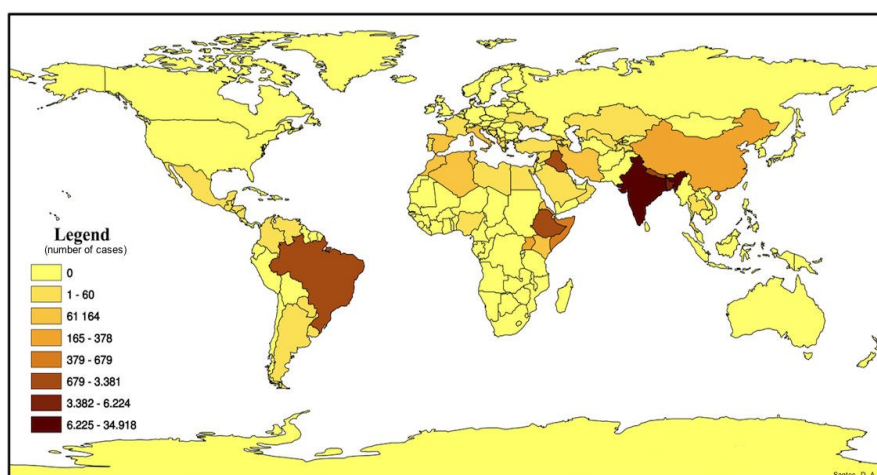 Legend
(number of cases)
0
1 - 60
61 164
165 - 378
379 - 679
679 - 3.381
3.382 - 6.224
6.225 - 34.918
Santos, D. A.